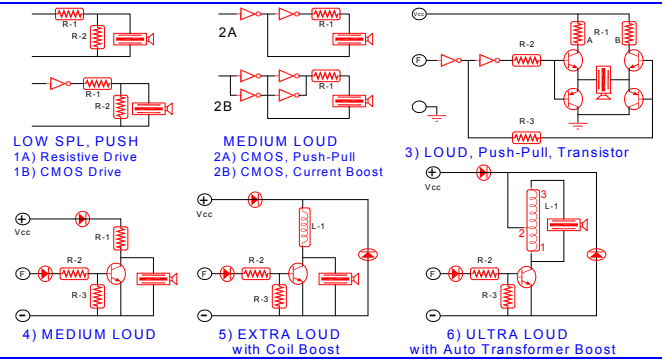 R-1
R-2
R-1
R-2
LOW SPL, PUSH
1A) Resistive Drive
1B) CMOS Drive
2A
R-1
2B
R-1
MEDIUM LOUD
2A) CMOS, Push-Pull
2B) CMOS, Current Boost
Vcc
R-1
A
B
F
R-2
R-3
3) LOUD, Push-Pull, Transistor
Vcc
R-1
F
R-2
R-3
4) MEDIUM LOUD
Vcc
L-1
F
R-2
R-3
5) EXTRA LOUD
with Coil Boost
Vcc
3
L-1
2
1
F
R-2
R-3
6) ULTRA LOUD
with Auto Transformer Boost